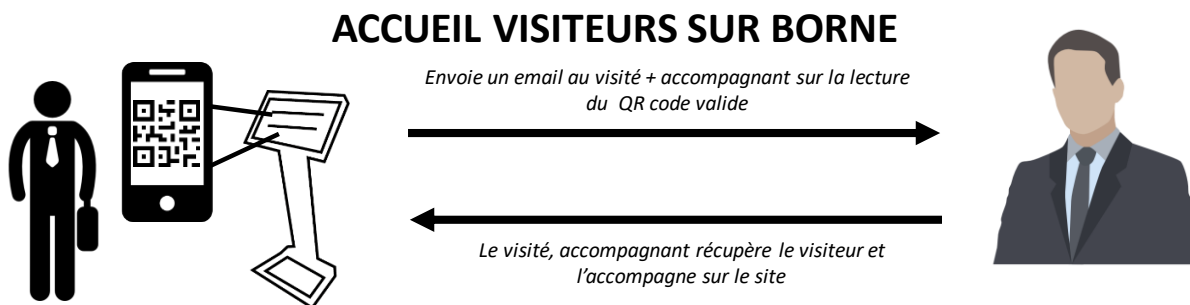 ACCUEIL VISITEURS SUR BORNE
Envoie un email au visité + accompagnant sur la lecture
du QR code valide
Le visité, accompagnant récupère le visiteur et
l'accompagne sur le site